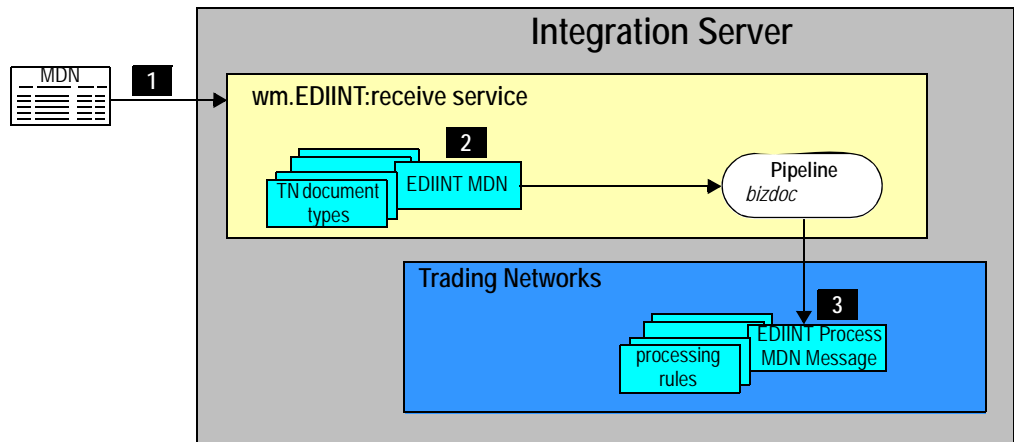 Integration Server
MDN
1
wm.EDIINT:receive service
2
TN document
types
EDIINT MDN
Pipeline
bizdoc
Trading Networks
3
EDIINT Process
MDN Message
processing
rules